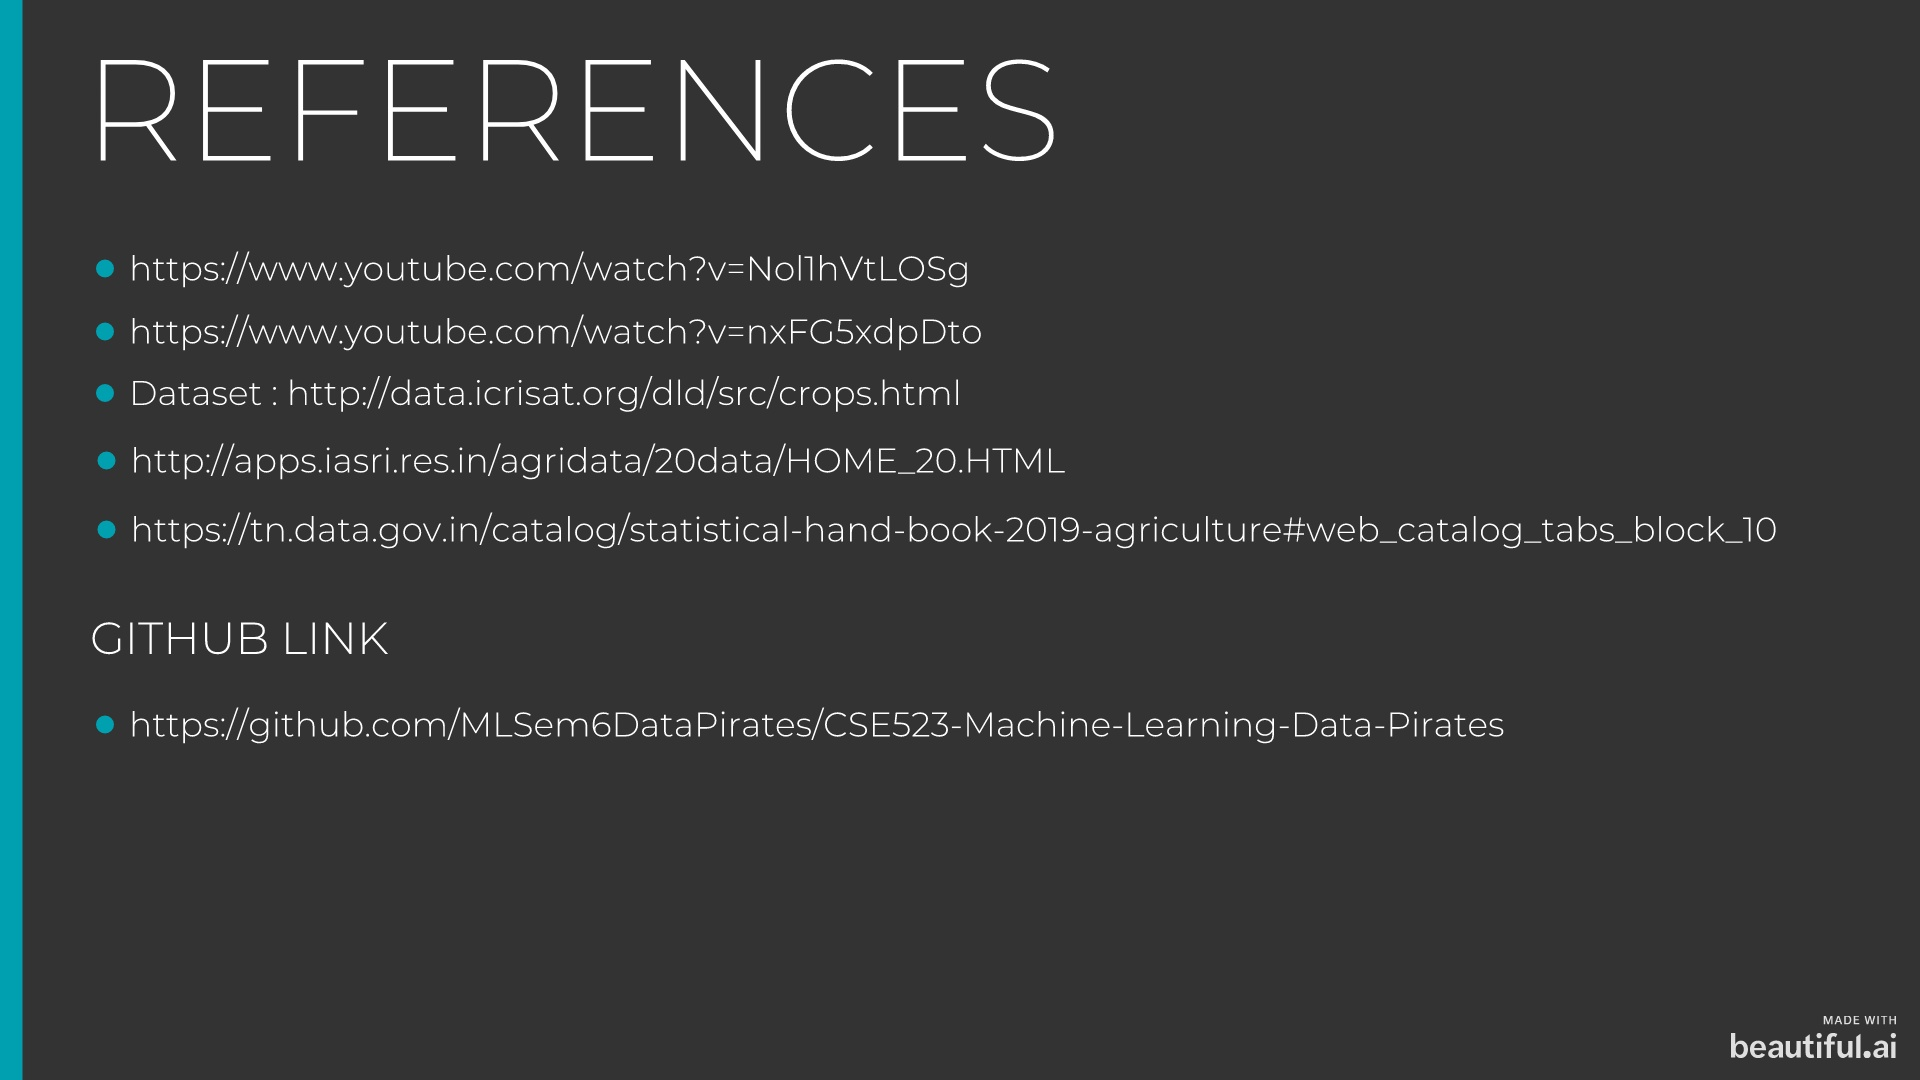 REFERENCES
https://www.youtube.com/watch?v=Nol1hVtLOSg
https://www.youtube.com/watch?v=nxFG5xdpDto
Dataset : http://data.icrisat.org/dld/src/crops.html
http://apps.iasri.res.in/agridata/20data/HOME_20.HTML
https://tn.data.gov.in/catalog/statistical-hand-book-2019-agriculture#web_catalog_tabs_block_10
GITHUB LINK
https://github.com/MLSem6DataPirates/CSE523-Machine-Learning-Data-Pirates
MADE WITH
beautiful.ai